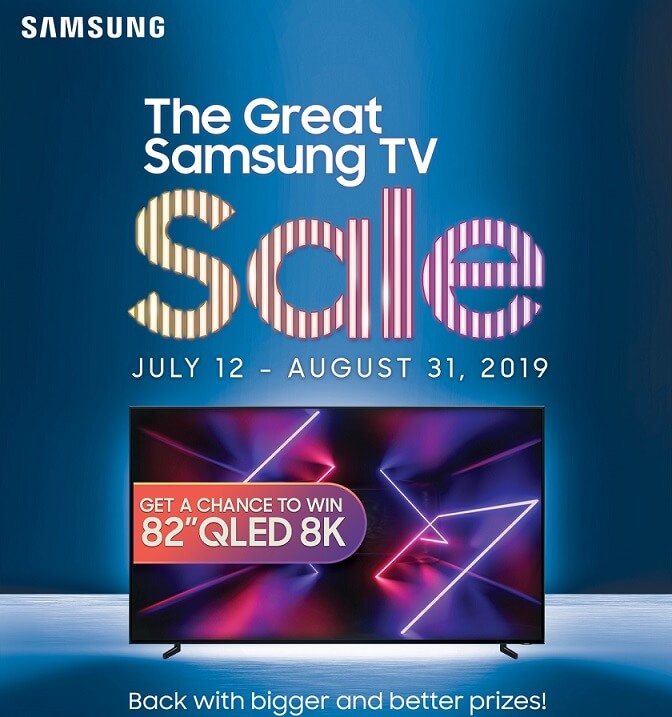 SAMSUNG
The Great
Samsung TV
Sale
JULY 12 - AUGUST 31, 2019
GET A CHANCE TO WIN
82"QLED 8K
Back with bigger and better prizes!